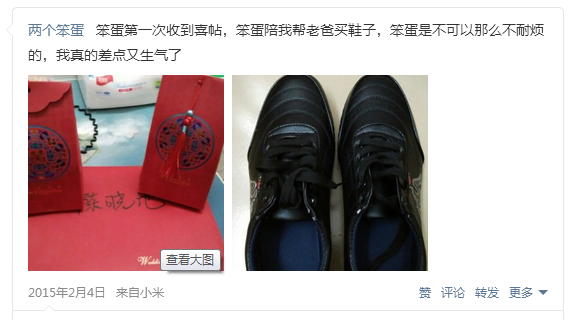 两个笨蛋 笨蛋第一次收到喜帖，笨蛋陪我帮老爸买鞋子，笨蛋是不可以那么不耐烦
的，我真的差点又生气了
陈晓
查看大图
2015年2月4日 来自小米
赞 评论 转发 更多